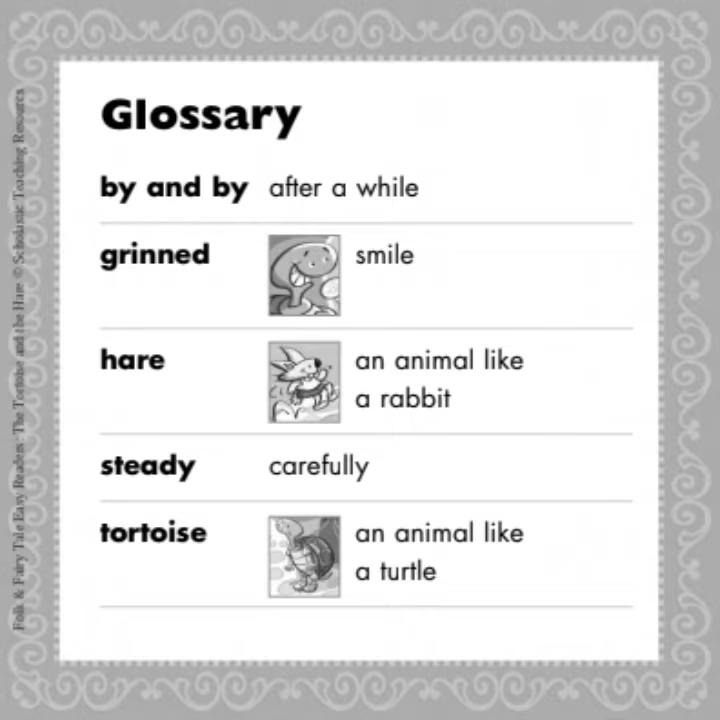 Glossary
by and by after a while
grinned smile
hare an animal like
a rabbit
steady carefully
tortoise an animal like
a turtle
Folk & Fairy Tale Easy Readers: The Tortoise and the Hare © Scholastic Teaching Resources